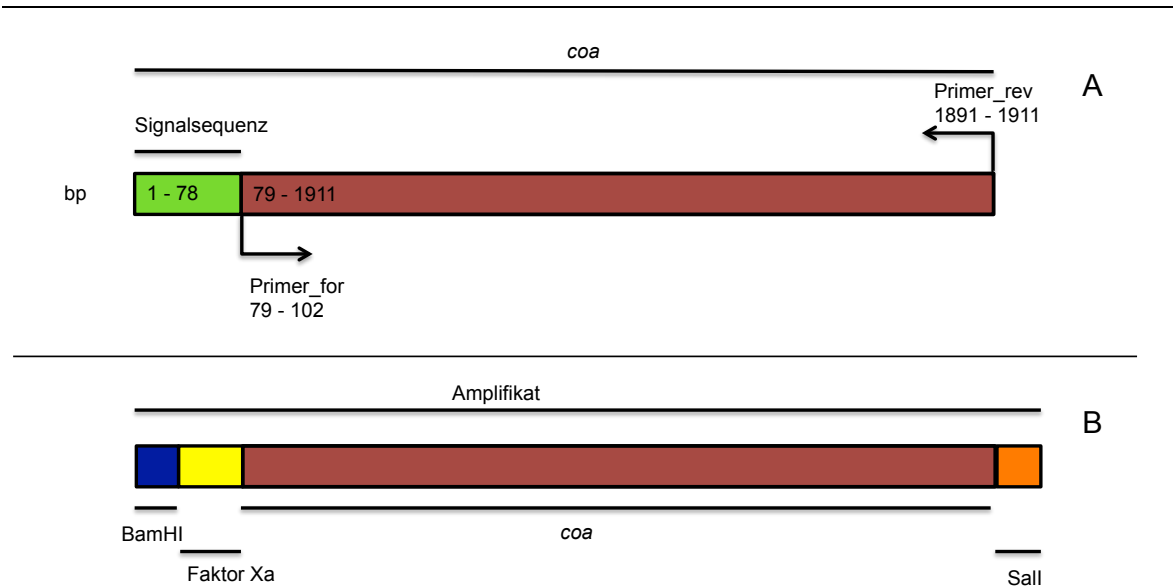 coa
A
Primer_rev
1891 - 1911
Signalsequenz
bp
1 - 78
79 - 1911
Primer_for
79 - 102
Amplifikat
B
BamHI
coa
Faktor Xa
SalI